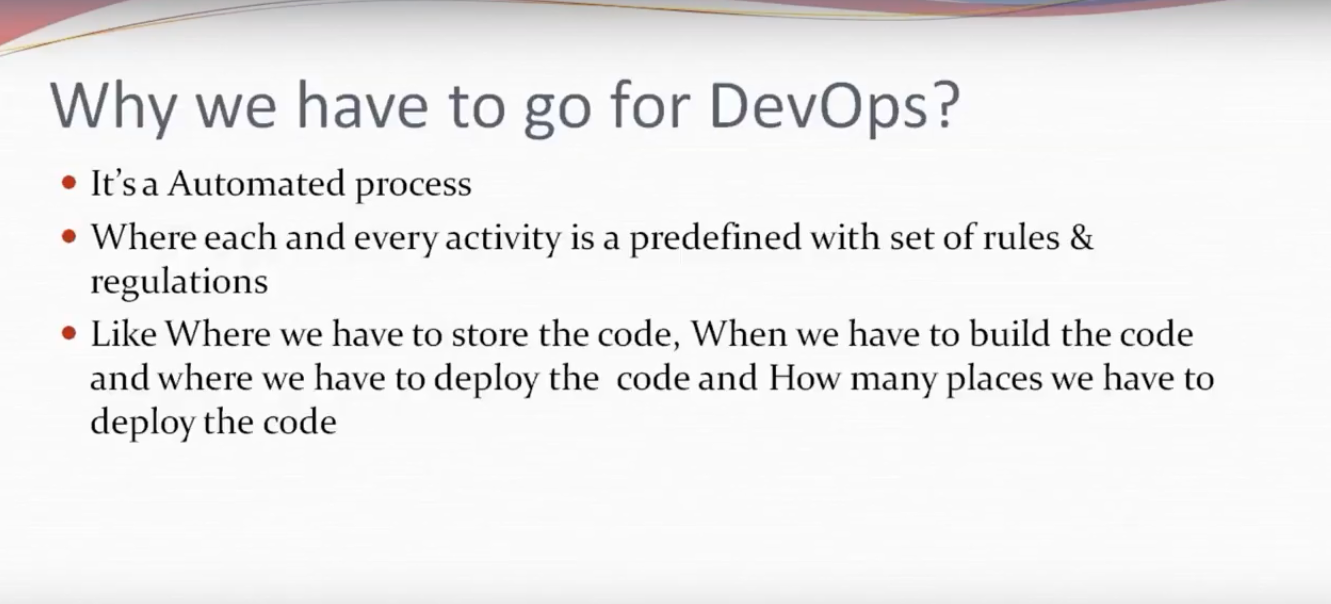 Why we have to go for DevOps?
• It's a Automated process
• Where each and every activity is a predefined with set of rules &
regulations
• Like Where we have to store the code, When we have to build the code
and where we have to deploy the code and How many places we have to
deploy the code